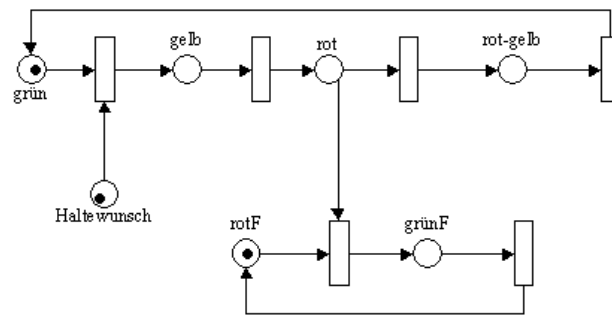 gelb
rot
rot-gelb
grün
Haltewunsch
rotF
grünF